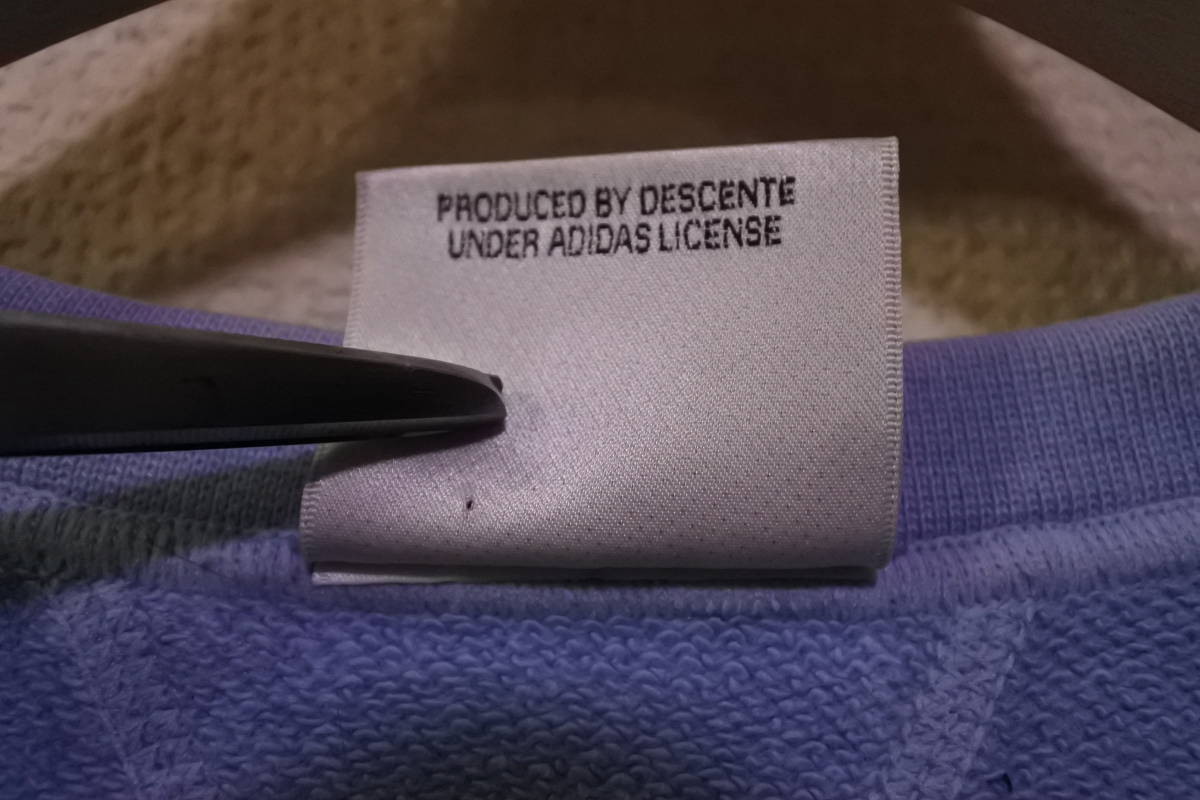 PRODUCED BY DESCENTE
UNDER ADIDAS LICENSE